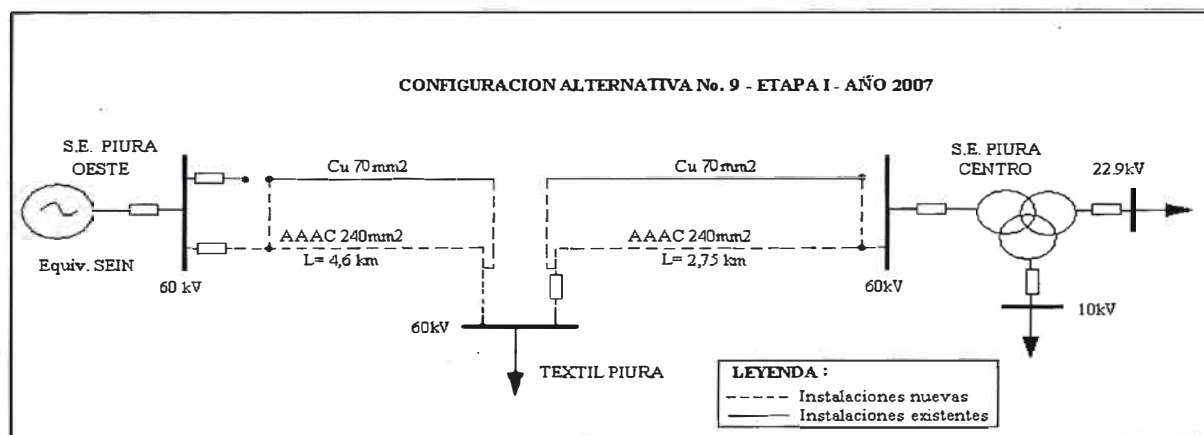 CONFIGURACION ALTERNATIVA No. 9 - ETAPA I - AÑO 2007
S.E. PIURA
OESTE
Equiv. SEIN
60 kV
Cu 70mm2
AAAC 240mm2
L= 4,6 km
60kV
TEXTIL PIURA
Cu 70mm2
AAAC 240mm2
L= 2,75 km
60kV
S.E. PIURA
CENTRO
22.9kV
10kV
LEYENDA :
Instalaciones nuevas
Instalaciones existentes